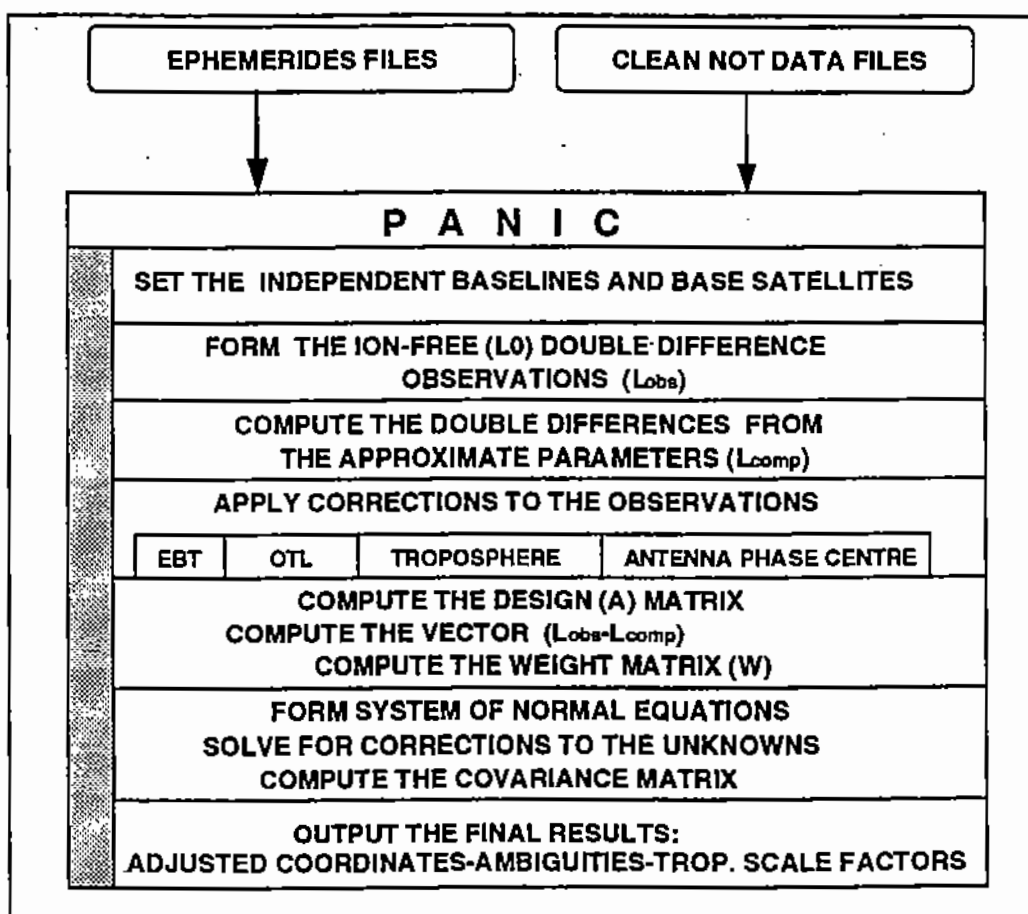 EPHEMERIDES FILES
CLEAN NOT DATA FILES
PANIC
SET THE INDEPENDENT BASELINES AND BASE SATELLITES
FORM THE ION-FREE (L0) DOUBLE-DIFFERENCE
OBSERVATIONS (Lobs)
COMPUTE THE DOUBLE DIFFERENCES FROM
THE APPROXIMATE PARAMETERS (Lcomp)
APPLY CORRECTIONS TO THE OBSERVATIONS
EBT OTL TROPOSPHERE ANTENNA PHASE CENTRE
COMPUTE THE DESIGN (A) MATRIX
COMPUTE THE VECTOR (Lobs-Lcomp)
COMPUTE THE WEIGHT MATRIX (W)
FORM SYSTEM OF NORMAL EQUATIONS
SOLVE FOR CORRECTIONS TO THE UNKNOWNS
COMPUTE THE COVARIANCE MATRIX
OUTPUT THE FINAL RESULTS:
ADJUSTED COORDINATES-AMBIGUITIES-TROP. SCALE FACTORS